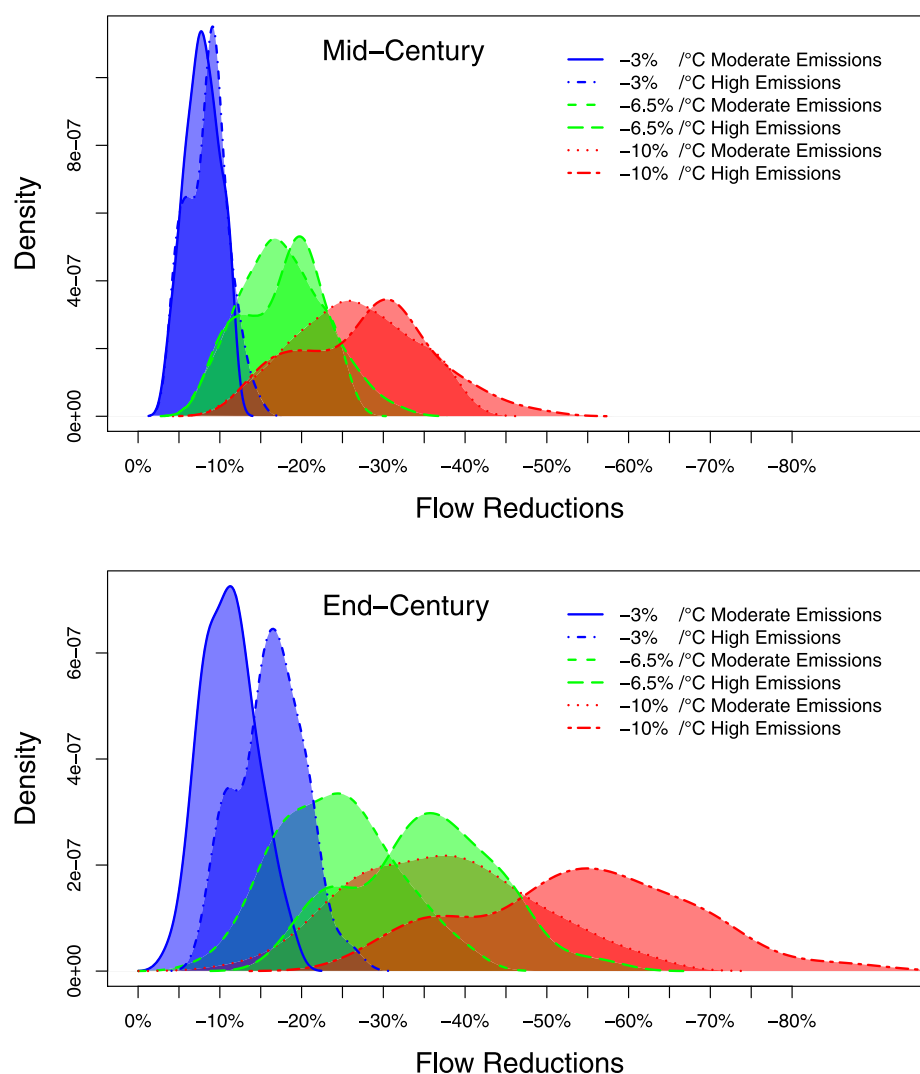 Mid−Century
−3% /°C Moderate Emissions
−3% /°C High Emissions
−6.5% /°C Moderate Emissions
−6.5% /°C High Emissions
−10% /°C Moderate Emissions
−10% /°C High Emissions
Density
8e−07
4e−07
0e+00
0% −10% −20% −30% −40% −50% −60% −70% −80%
Flow Reductions
End−Century
−3% /°C Moderate Emissions
−3% /°C High Emissions
−6.5% /°C Moderate Emissions
−6.5% /°C High Emissions
−10% /°C Moderate Emissions
−10% /°C High Emissions
Density
6e−07
4e−07
2e−07
0e+00
0% −10% −20% −30% −40% −50% −60% −70% −80%
Flow Reductions